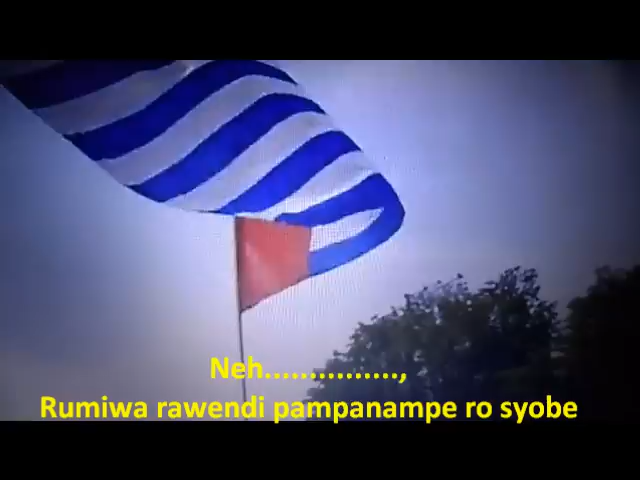 Neh...............,
Rumiwa rawendi pampanampe ro syobe